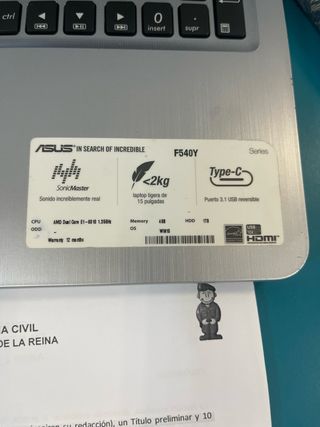 ctrl
0
insert
.
supr
ASUS IN SEARCH OF INCREDIBLE
F540Y
Series
SonicMaster
<2kg
Type-C
Sonido increíblemente real
laptop ligera de
15 pulgadas
Puerto 3.1 USB reversible
CPU AMD Dual Core E1-6010 1.35GHz Memory 4GB HDD 1TB
OS WIN10
Warranty 12 months
HDMI
A CIVIL
DE LA REINA
su redacción), un Título preliminar y 10